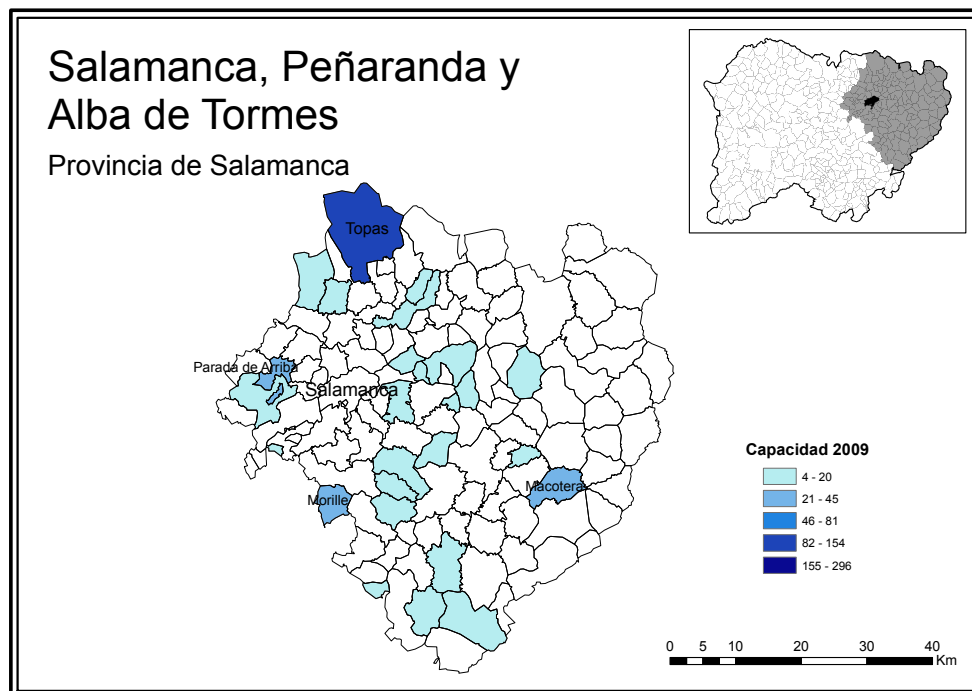 Salamanca, Peñaranda y
Alba de Tormes
Provincia de Salamanca
Topas
Parada de Arriba
Salamanca
Macotera
Morille
Capacidad 2009
4 - 20
21 - 45
46 - 81
82 - 154
155 - 296
0 5 10 20 30 40
Km